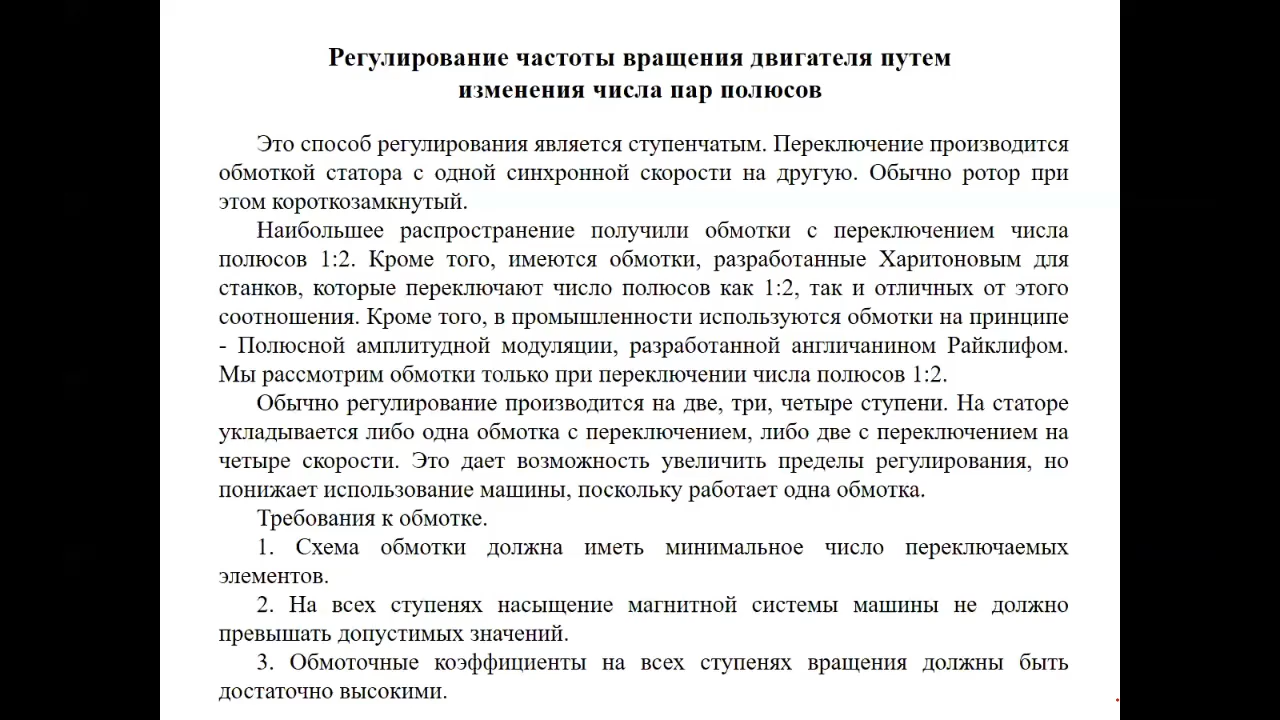 Регулирование частоты вращения двигателя путем
изменения числа пар полюсов
Это способ регулирования является ступенчатым. Переключение производится
обмоткой статора с одной синхронной скорости на другую. Обычно ротор при
этом короткозамкнутый.
Наибольшее распространение получили обмотки с переключением числа
полюсов 1:2. Кроме того, имеются обмотки, разработанные Харитоновым для
станков, которые переключают число полюсов как 1:2, так и отличных от этого
соотношения. Кроме того, в промышленности используются обмотки на принципе
- Полюсной амплитудной модуляции, разработанной англичанином Райклифом.
Мы рассмотрим обмотки только при переключении числа полюсов 1:2.
Обычно регулирование производится на две, три, четыре ступени. На статоре
укладывается либо одна обмотка с переключением, либо две с переключением на
четыре скорости. Это дает возможность увеличить пределы регулирования, но
понижает использование машины, поскольку работает одна обмотка.
Требования к обмотке.
1. Схема обмотки должна иметь минимальное число переключаемых
элементов.
2. На всех ступенях насыщение магнитной системы машины не должно
превышать допустимых значений.
3. Обмоточные коэффициенты на всех ступенях вращения должны быть
достаточно высокими.